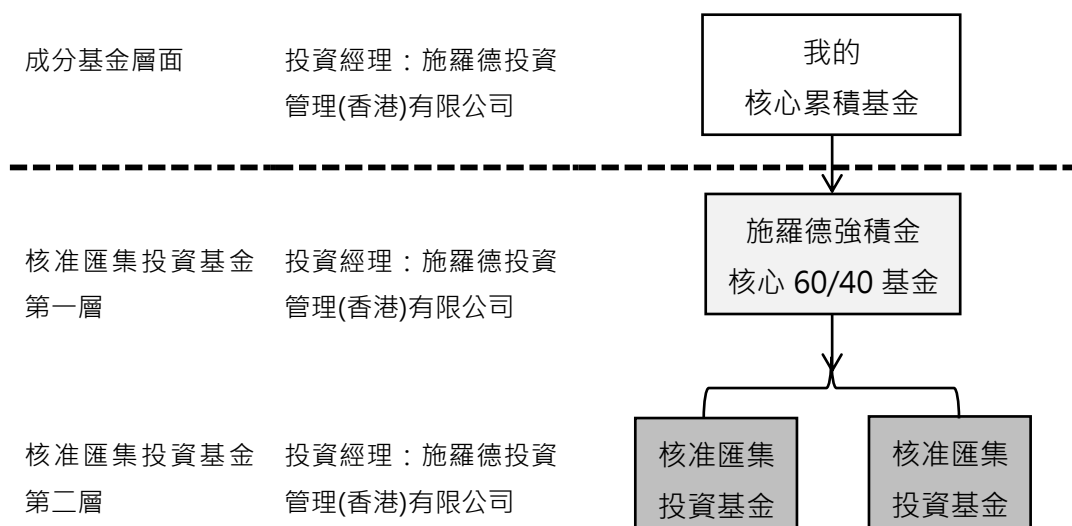 成分基金層面
投資經理：施羅德投資
管理(香港)有限公司
我的
核心累積基金
核准匯集投資基金
第一層
投資經理：施羅德投資
管理(香港)有限公司
施羅德強積金
核心 60/40 基金
核准匯集投資基金
第二層
投資經理：施羅德投資
管理(香港)有限公司
核准匯集
投資基金
核准匯集
投資基金